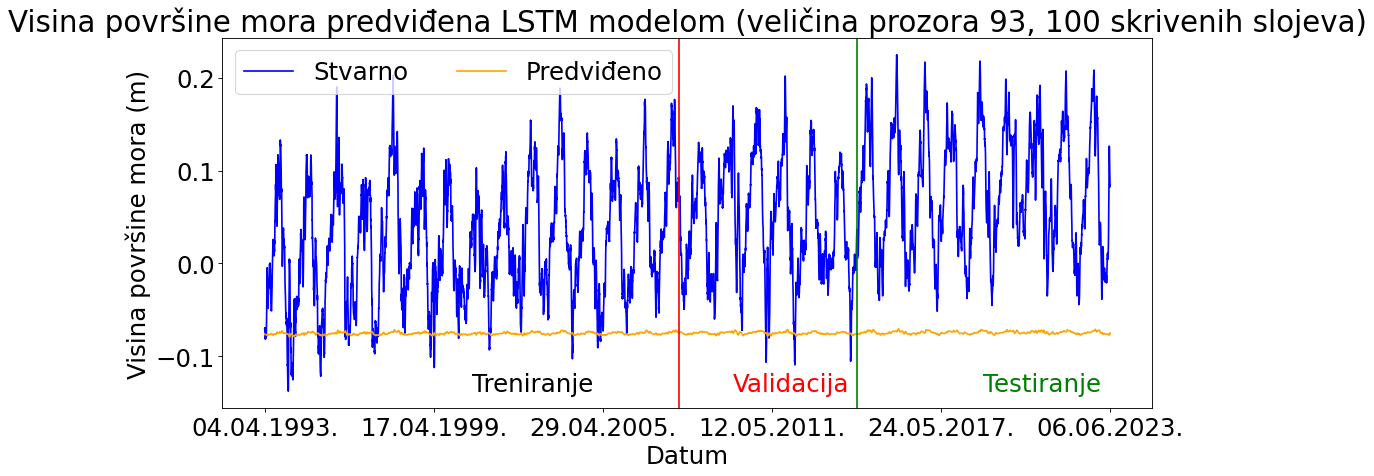 Visina površine mora predviđena LSTM modelom (veličina prozora 93, 100 skrivenih slojeva)
Stvarno
Predviđeno
Visina površine mora (m)
0.2
0.1
0.0
−0.1
Treniranje
Validacija
Testiranje
04.04.1993.
17.04.1999.
29.04.2005.
12.05.2011.
24.05.2017.
06.06.2023.
Datum